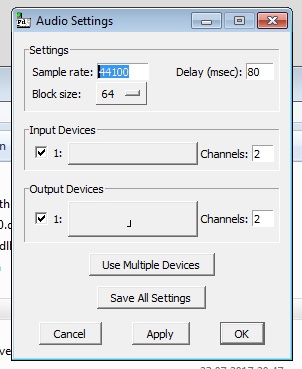 Pd
Audio Settings
Settings
Sample rate: 44100 Delay (msec): 80
Block size: 64
Input Devices
1: Channels: 2
Output Devices
1: Channels: 2
Use Multiple Devices
Save All Settings
Cancel Apply OK